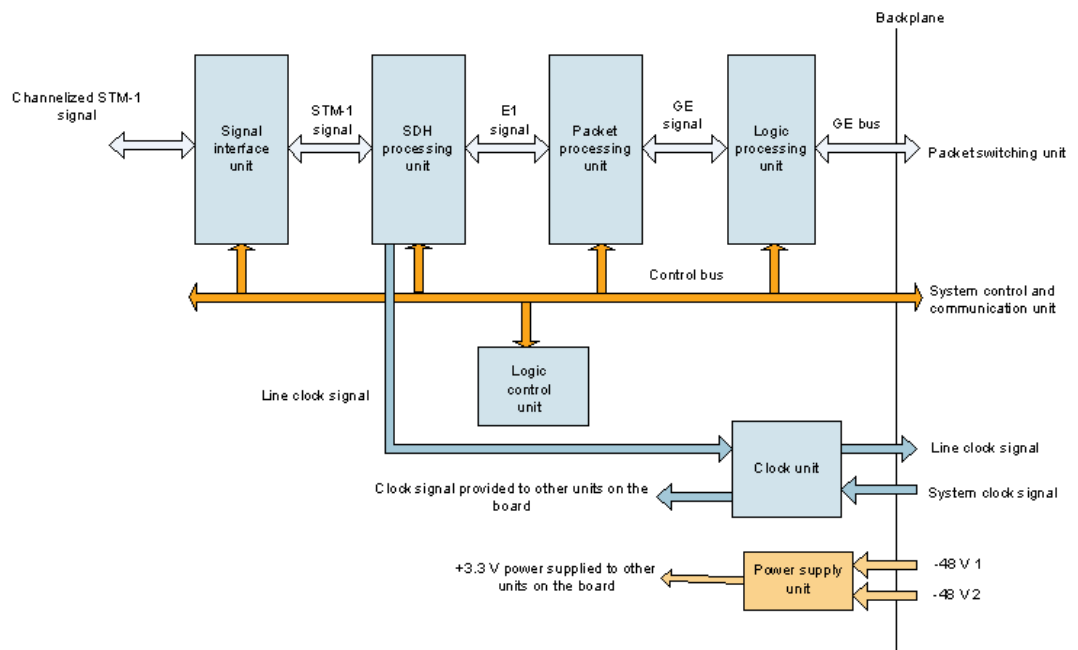 Backplane
Channelized STM-1
signal
Signal
interface
unit
STM-1
signal
SDH
processing
unit
E1
signal
Packet
processing
unit
GE
signal
Logic
processing
unit
GE bus
Packet switching unit
Control bus
System control and
communication unit
Logic
control
unit
Line clock signal
Clock unit
Line clock signal
System clock signal
Clock signal provided to other units on the
board
+3.3 V power supplied to other
units on the board
Power supply
unit
-48 V 1
-48 V 2